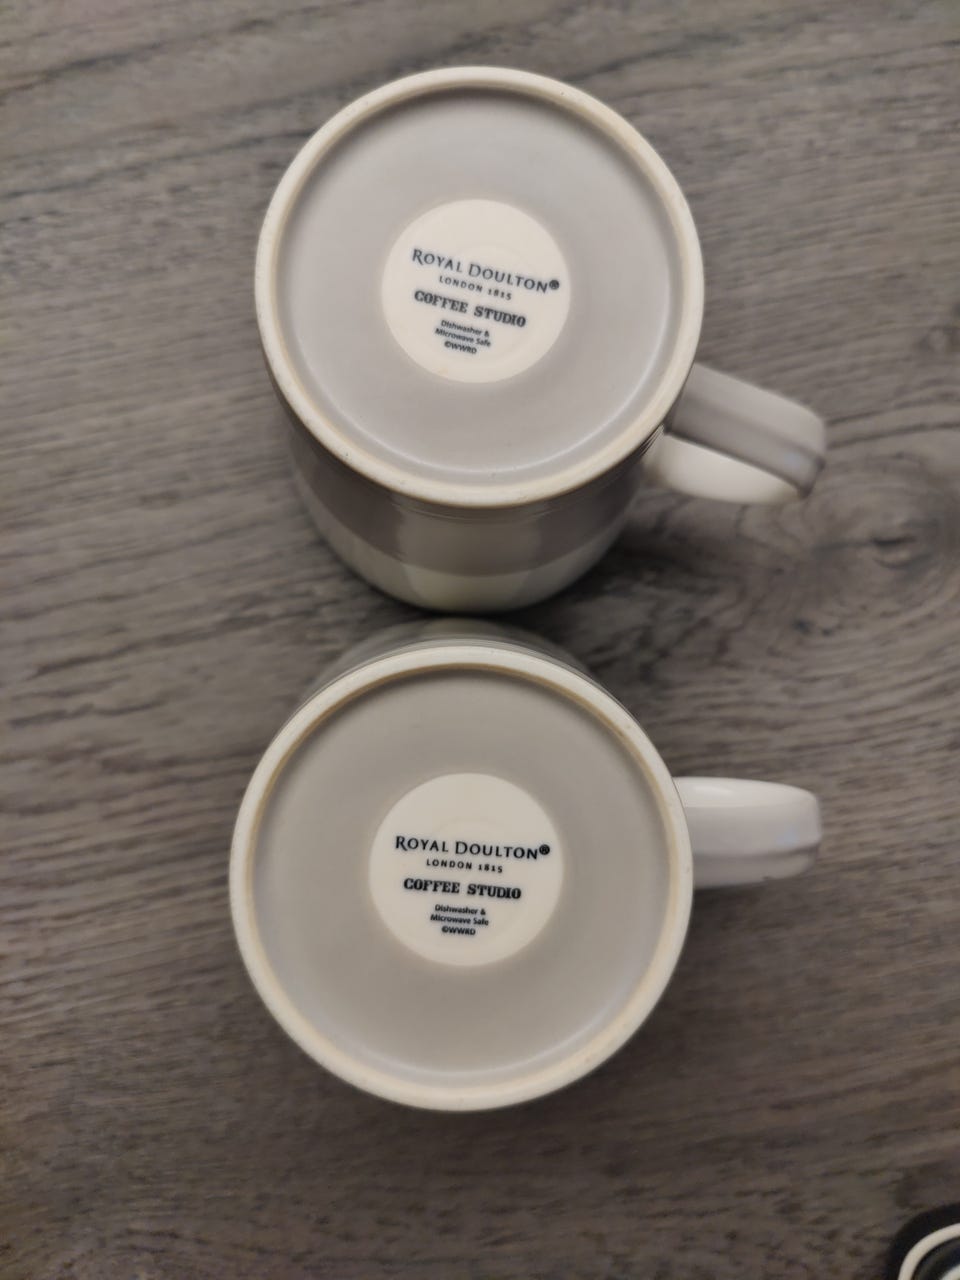 ROYAL DOULTON®
LONDON 1815
COFFEE STUDIO
Dishwasher &
Microwave Safe
©WWRD
ROYAL DOULTON®
LONDON 1815
COFFEE STUDIO
Dishwasher &
Microwave Safe
©WWRD